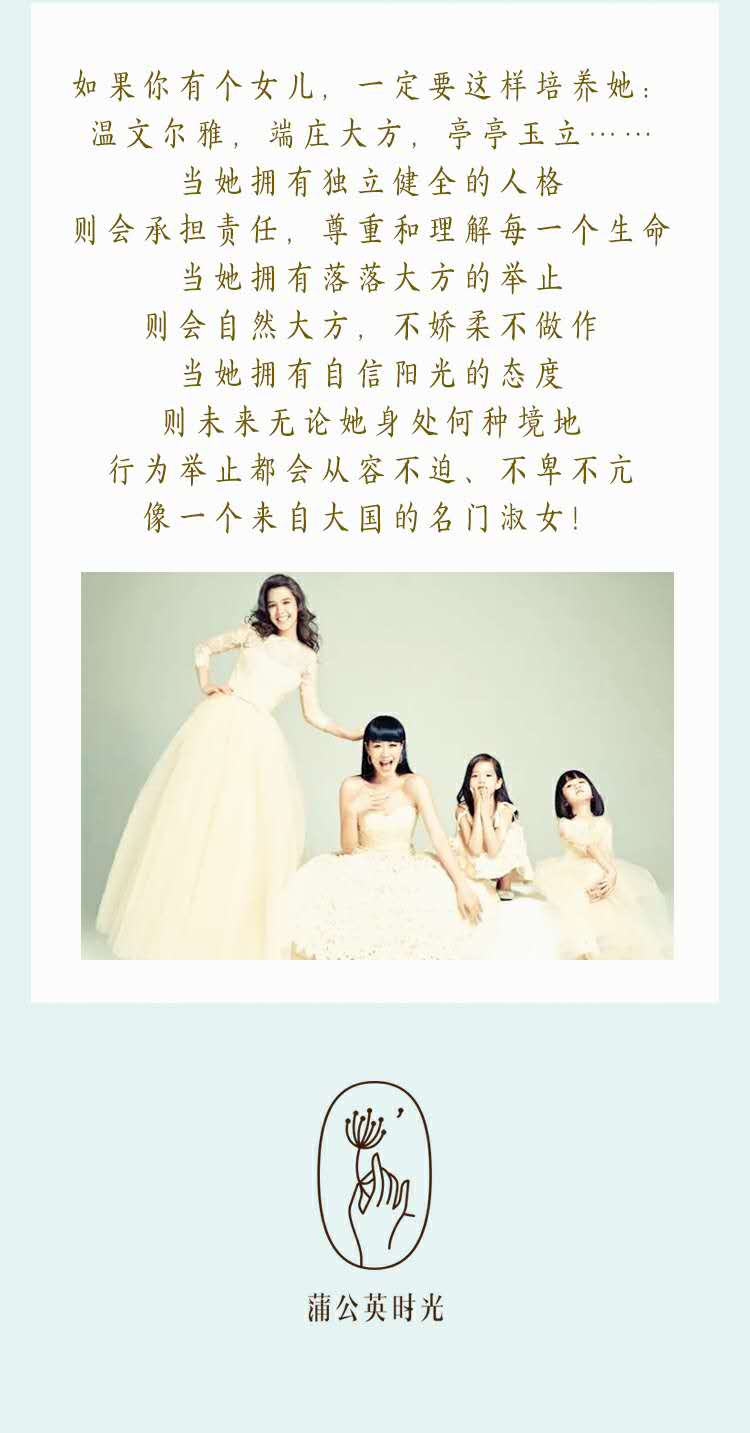 如果你有个女儿，一定要这样培养她：
温文尔雅，端庄大方，亭亭玉立……
当她拥有独立健全的人格
则会承担责任，尊重和理解每一个生命
当她拥有落落大方的举止
则会自然大方，不娇柔不做作
当她拥有自信阳光的态度
则未来无论她身处何种境地
行为举止都会从容不迫、不卑不亢
像一个来自大国的名门淑女！
蒲公英时光